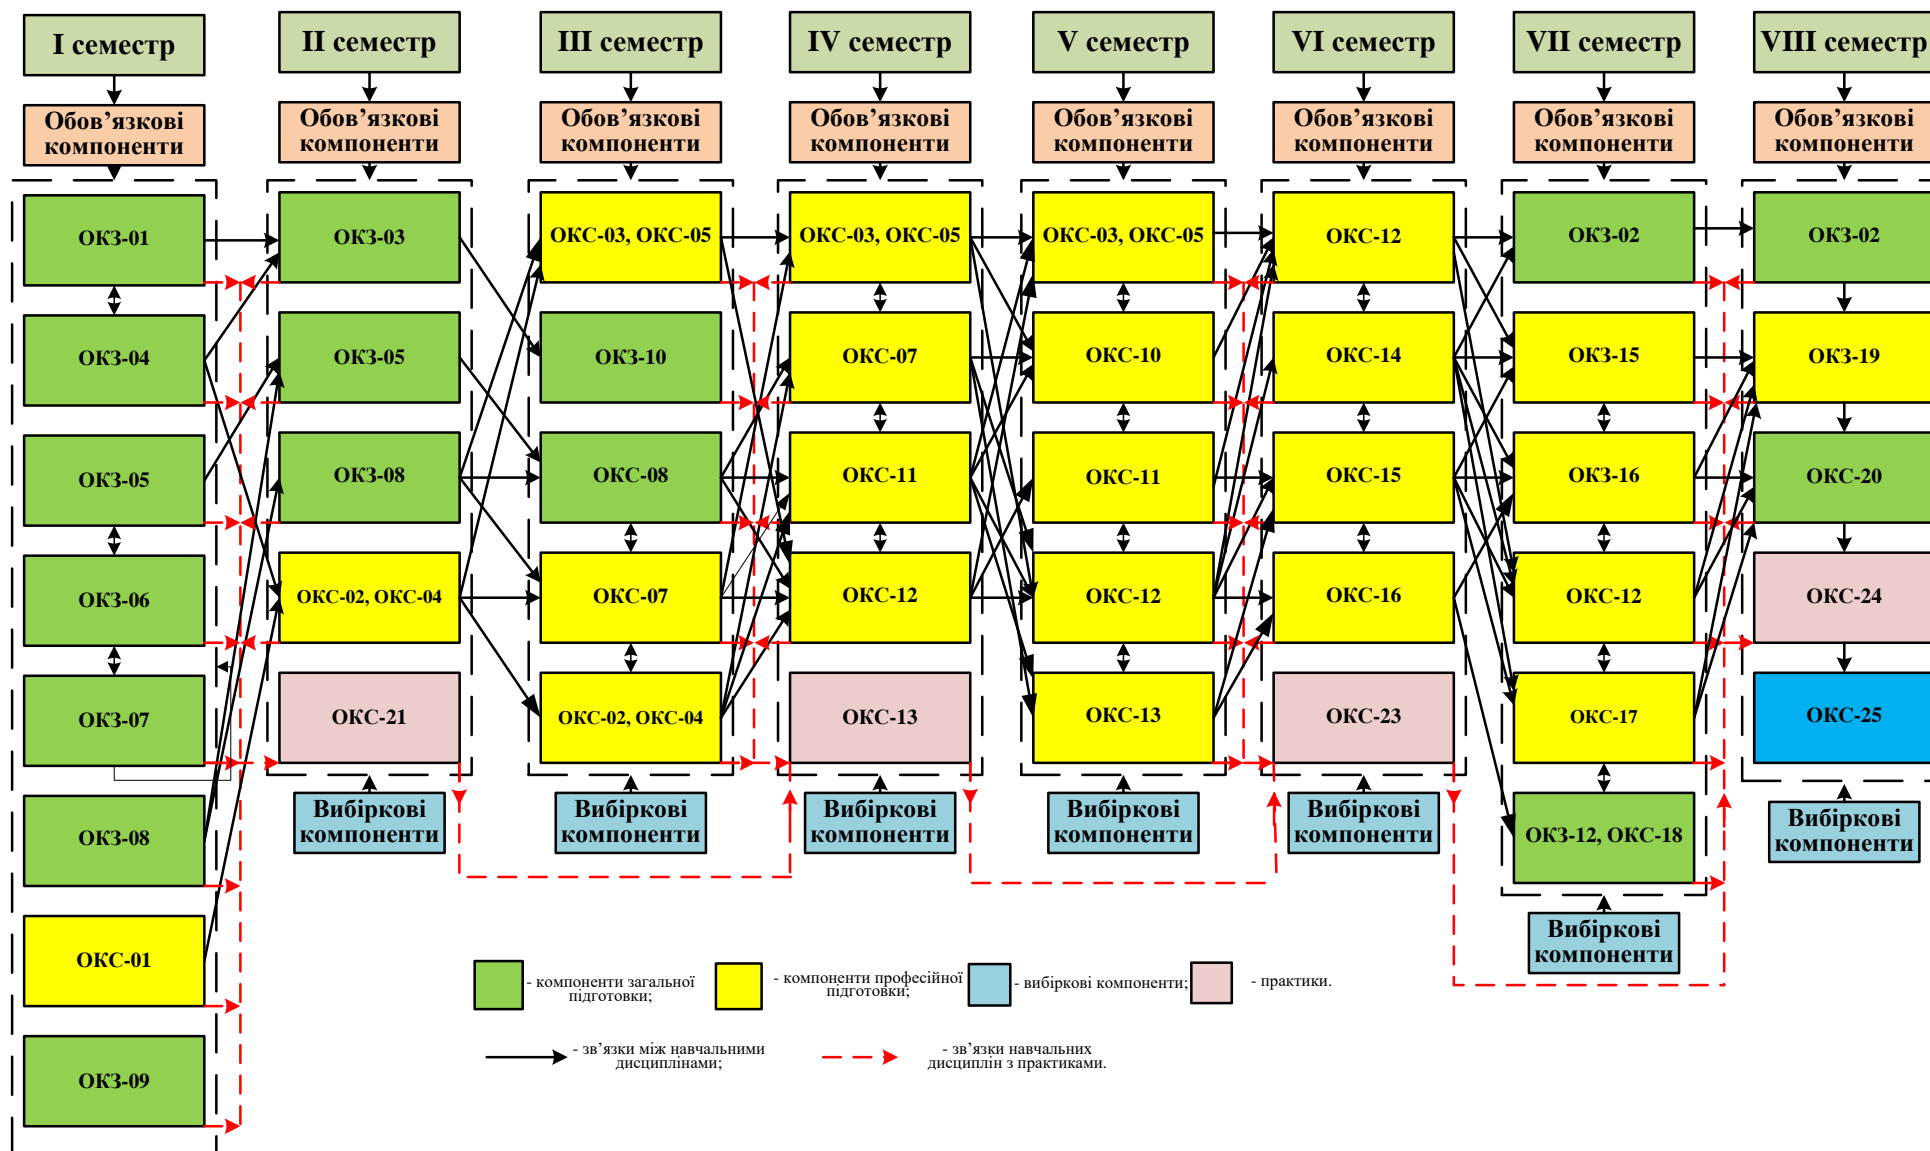 I семестр
II семестр
III семестр
IV семестр
V семестр
VI семестр
VII семестр
VIII семестр
Обов’язкові
компоненти
Обов’язкові
компоненти
Обов’язкові
компоненти
Обов’язкові
компоненти
Обов’язкові
компоненти
Обов’язкові
компоненти
Обов’язкові
компоненти
Обов’язкові
компоненти
ОКЗ-01
ОКЗ-04
ОКЗ-05
ОКЗ-06
ОКЗ-07
ОКЗ-08
ОКС-01
ОКЗ-09
ОКЗ-03
ОКЗ-05
ОКЗ-08
ОКС-02, ОКС-04
ОКС-21
Вибіркові
компоненти
ОКС-03, ОКС-05
ОКЗ-10
ОКС-08
ОКС-07
ОКС-02, ОКС-04
Вибіркові
компоненти
ОКС-03, ОКС-05
ОКС-07
ОКС-11
ОКС-12
ОКС-13
Вибіркові
компоненти
ОКС-03, ОКС-05
ОКС-10
ОКС-11
ОКС-12
ОКС-13
Вибіркові
компоненти
ОКС-12
ОКС-14
ОКС-15
ОКС-16
ОКС-23
Вибіркові
компоненти
ОКЗ-02
ОКЗ-15
ОКЗ-16
ОКС-12
ОКС-17
ОКЗ-12, ОКС-18
Вибіркові
компоненти
ОКЗ-02
ОКЗ-19
ОКС-20
ОКС-24
ОКС-25
Вибіркові
компоненти
- компоненти загальної
підготовки;
- компоненти професійної
підготовки;
- вибіркові компоненти;
- практики.
- зв’язки між навчальними
дисциплінами;
- зв’язки навчальних
дисциплін з практиками.